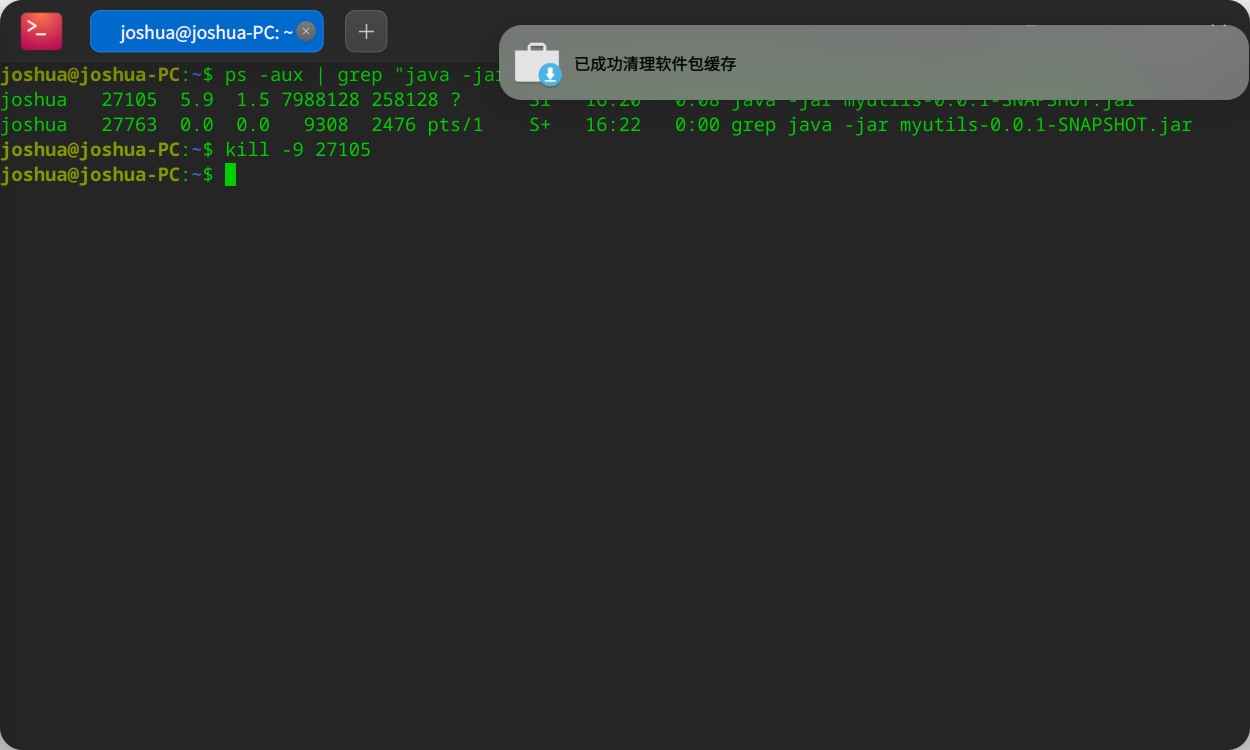 >_
joshua@joshua-PC: ~
已成功清理软件包缓存
joshua@joshua-PC:~$ ps -aux | grep "java -jar
joshua 27105 5.9 1.5 7988128 258128 ? Sl 16:20 0:08 java -jar myutils-0.0.1-SNAPSHOT.jar
joshua 27763 0.0 0.0 9308 2476 pts/1 S+ 16:22 0:00 grep java -jar myutils-0.0.1-SNAPSHOT.jar
joshua@joshua-PC:~$ kill -9 27105
joshua@joshua-PC:~$